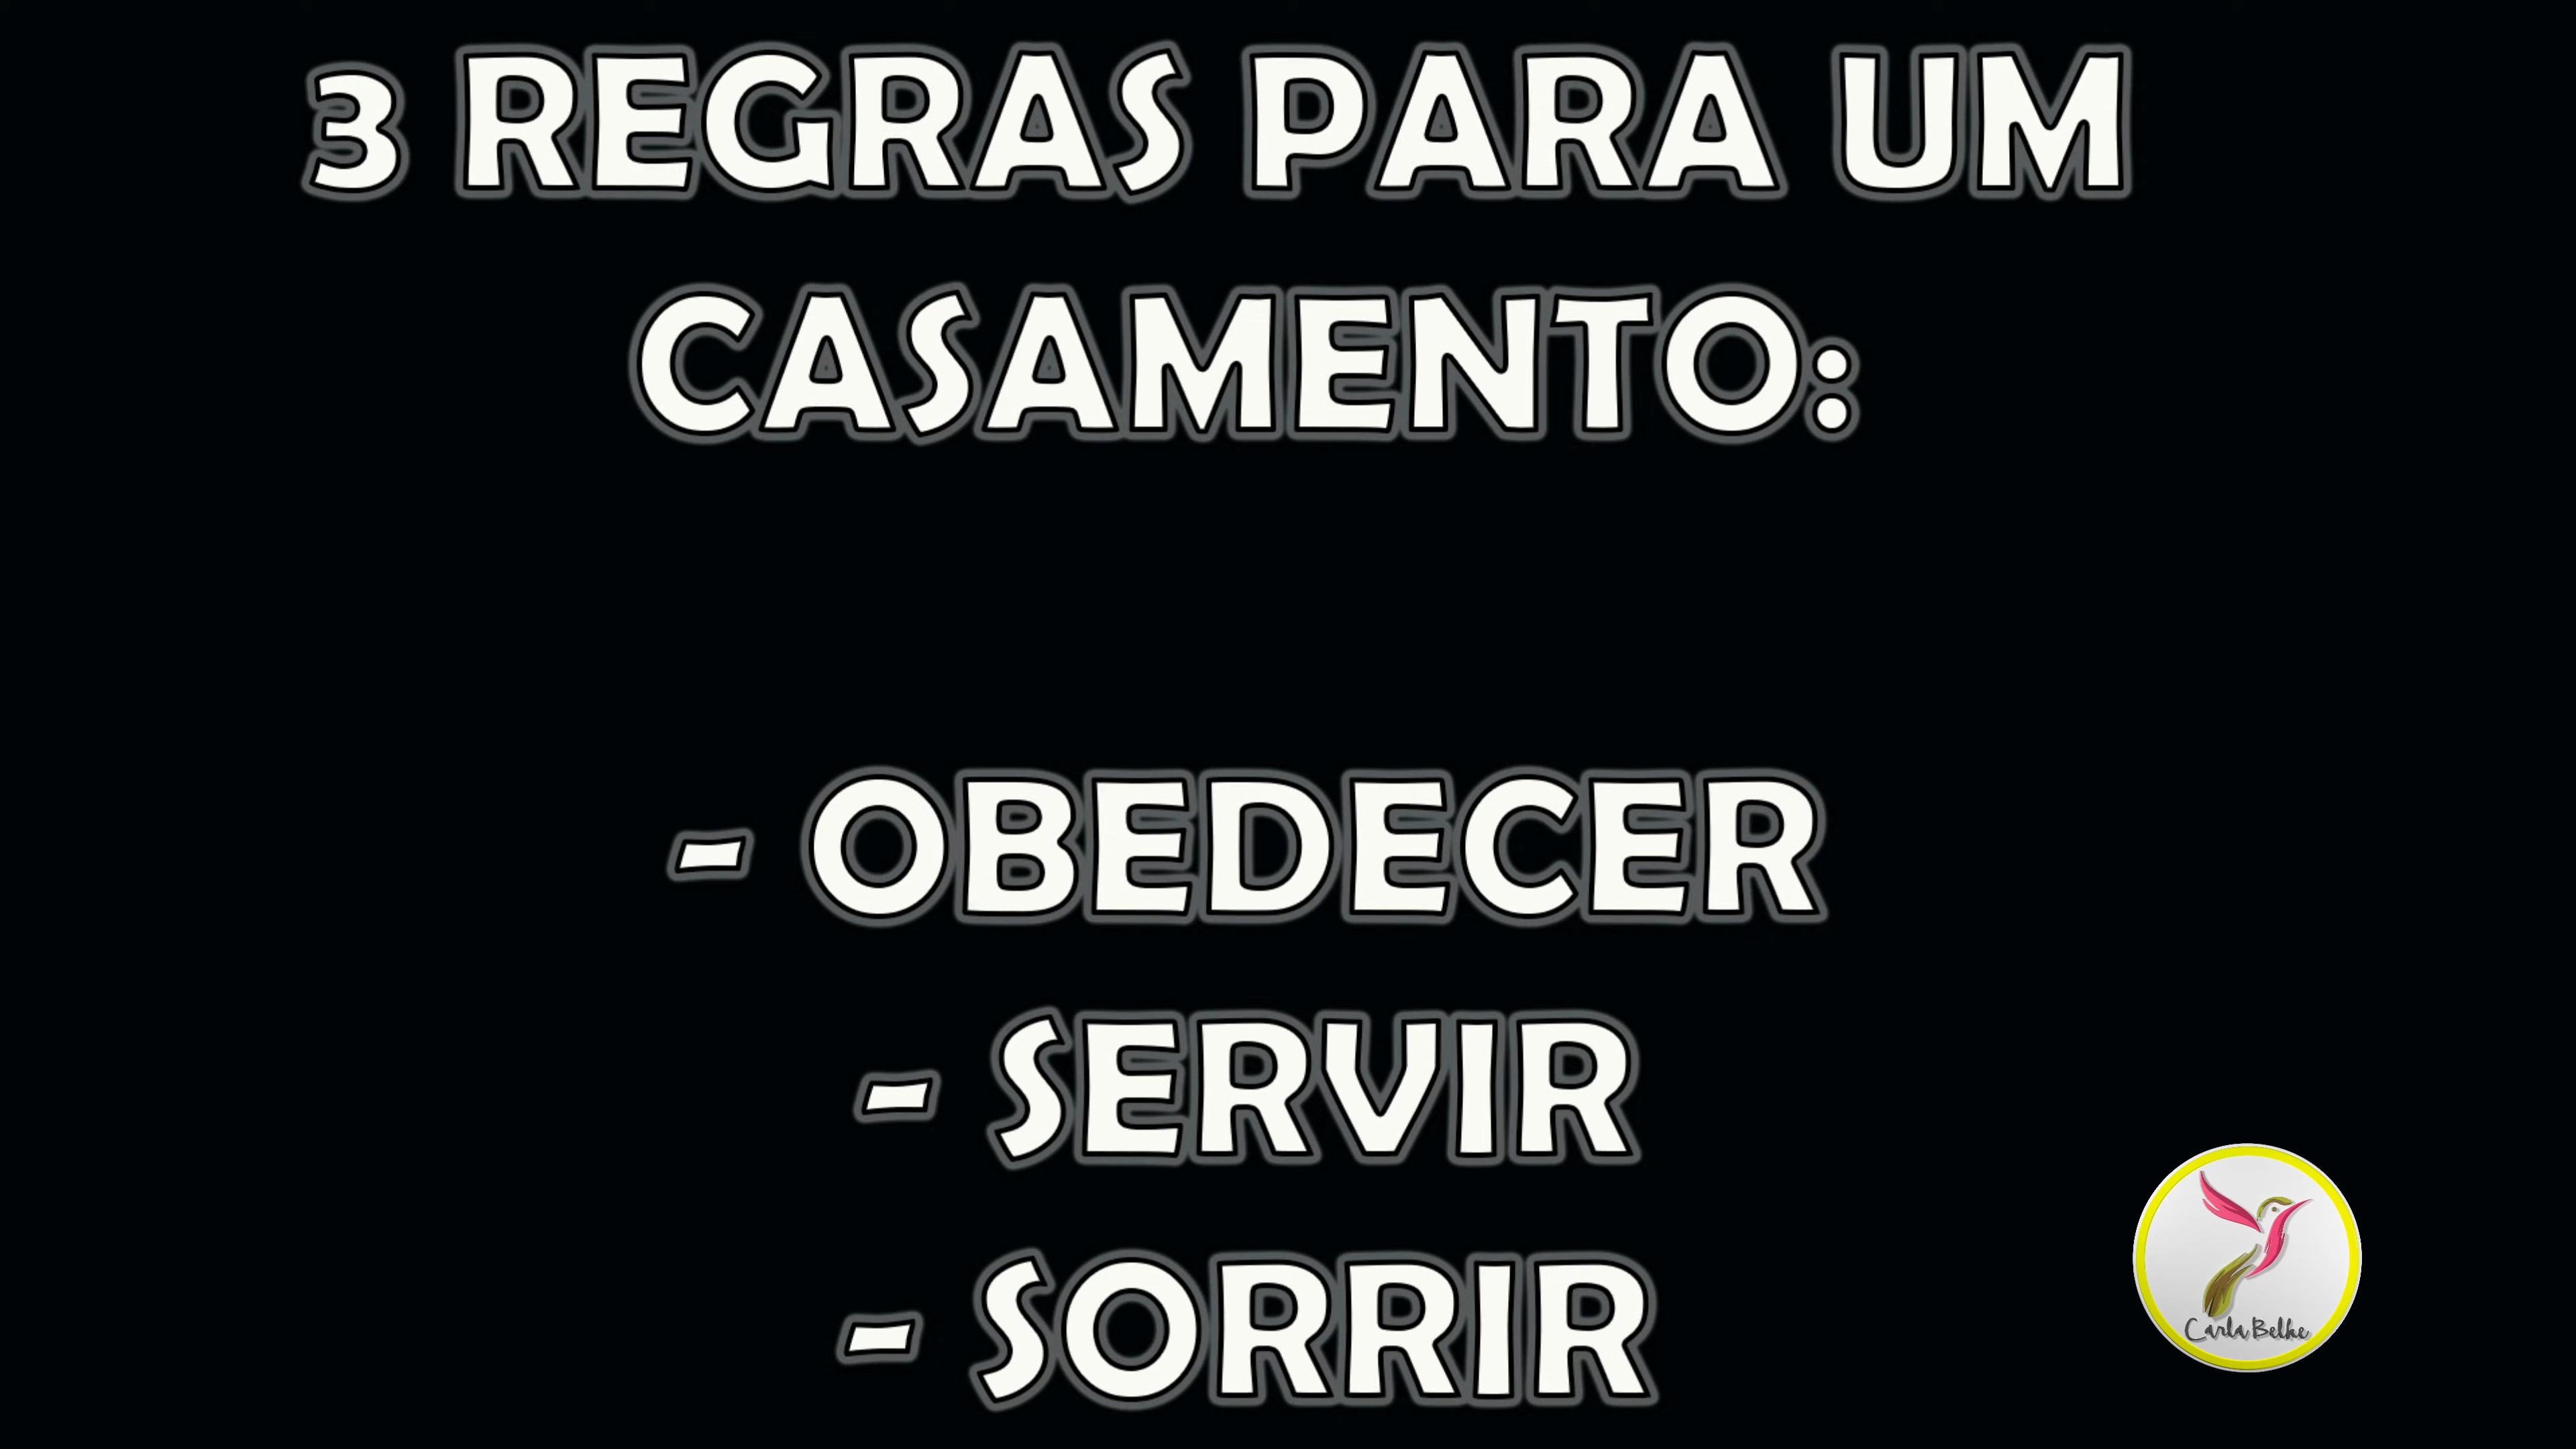 3 REGRAS PARA UM
CASAMENTO:
- OBEDECER
- SERVIR
- SORRIR
Carla Belke